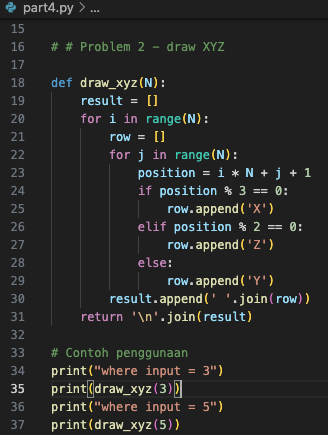 part4.py > ...
15
16 # # Problem 2 - draw XYZ
17
18 def draw_xyz(N):
19     result = []
20     for i in range(N):
21         row = []
22         for j in range(N):
23             position = i * N + j + 1
24             if position % 3 == 0:
25                 row.append('X')
26             elif position % 2 == 0:
27                 row.append('Z')
28             else:
29                 row.append('Y')
30         result.append(' '.join(row))
31     return '\n'.join(result)
32
33 # Contoh penggunaan
34 print("where input = 3")
35 print(draw_xyz(3))
36 print("where input = 5")
37 print(draw_xyz(5))